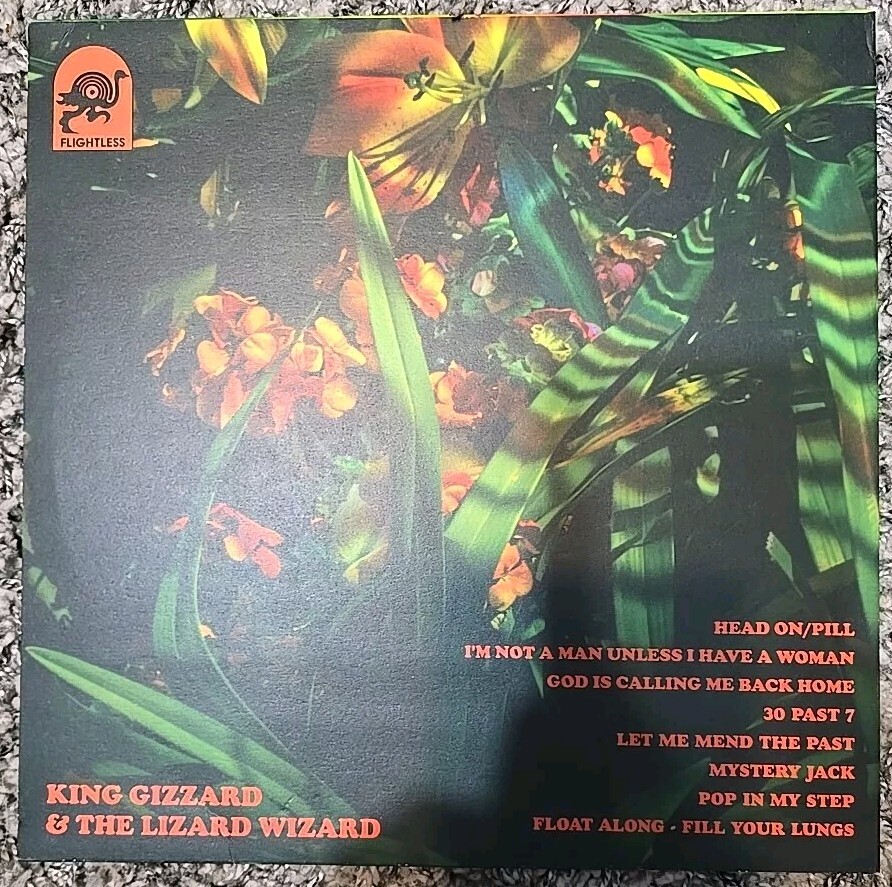 FLIGHTLESS
HEAD ON/PILL
I'M NOT A MAN UNLESS I HAVE A WOMAN
GOD IS CALLING ME BACK HOME
30 PAST 7
LET ME MEND THE PAST
MYSTERY JACK
POP IN MY STEP
FLOAT ALONG - FILL YOUR LUNGS
KING GIZZARD
& THE LIZARD WIZARD